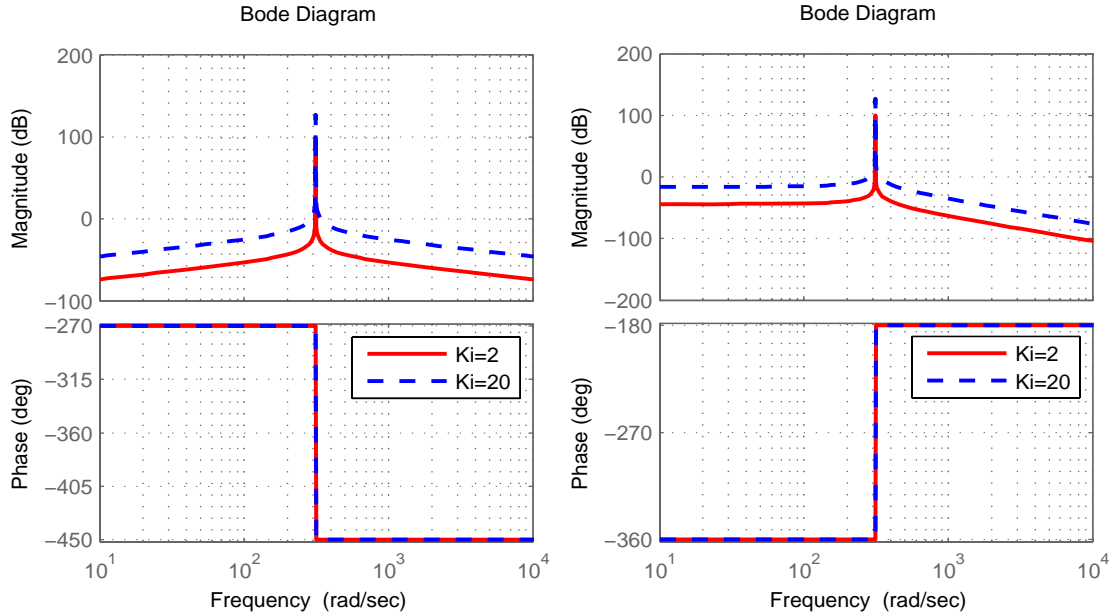 Bode Diagram
200
100
0
−100
Magnitude (dB)
−270
−315
−360
−405
−450
Phase (deg)
Ki=2
Ki=20
10^1
10^2
10^3
10^4
Frequency (rad/sec)
Bode Diagram
200
100
0
−100
−200
Magnitude (dB)
−180
−270
−360
Phase (deg)
Ki=2
Ki=20
10^1
10^2
10^3
10^4
Frequency (rad/sec)